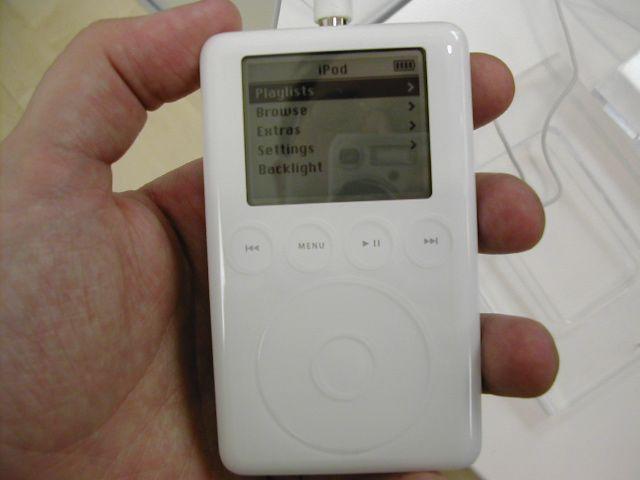 iPod
Playlists
Browse
Extras
Settings
Backlight
MENU